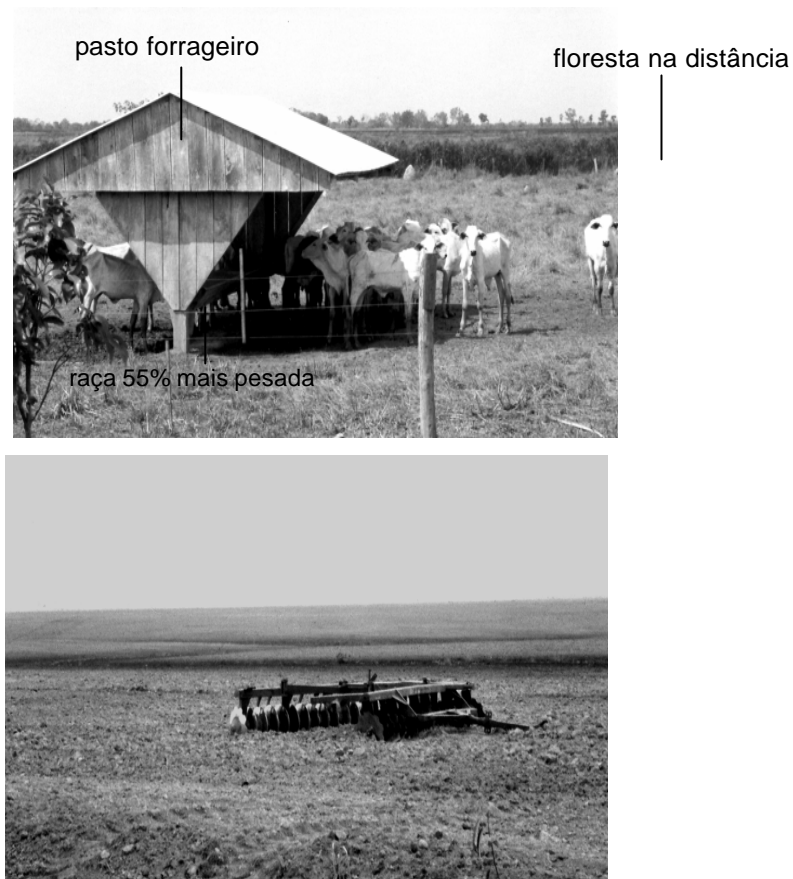 pasto forrageiro
floresta na distância
raça 55% mais pesada